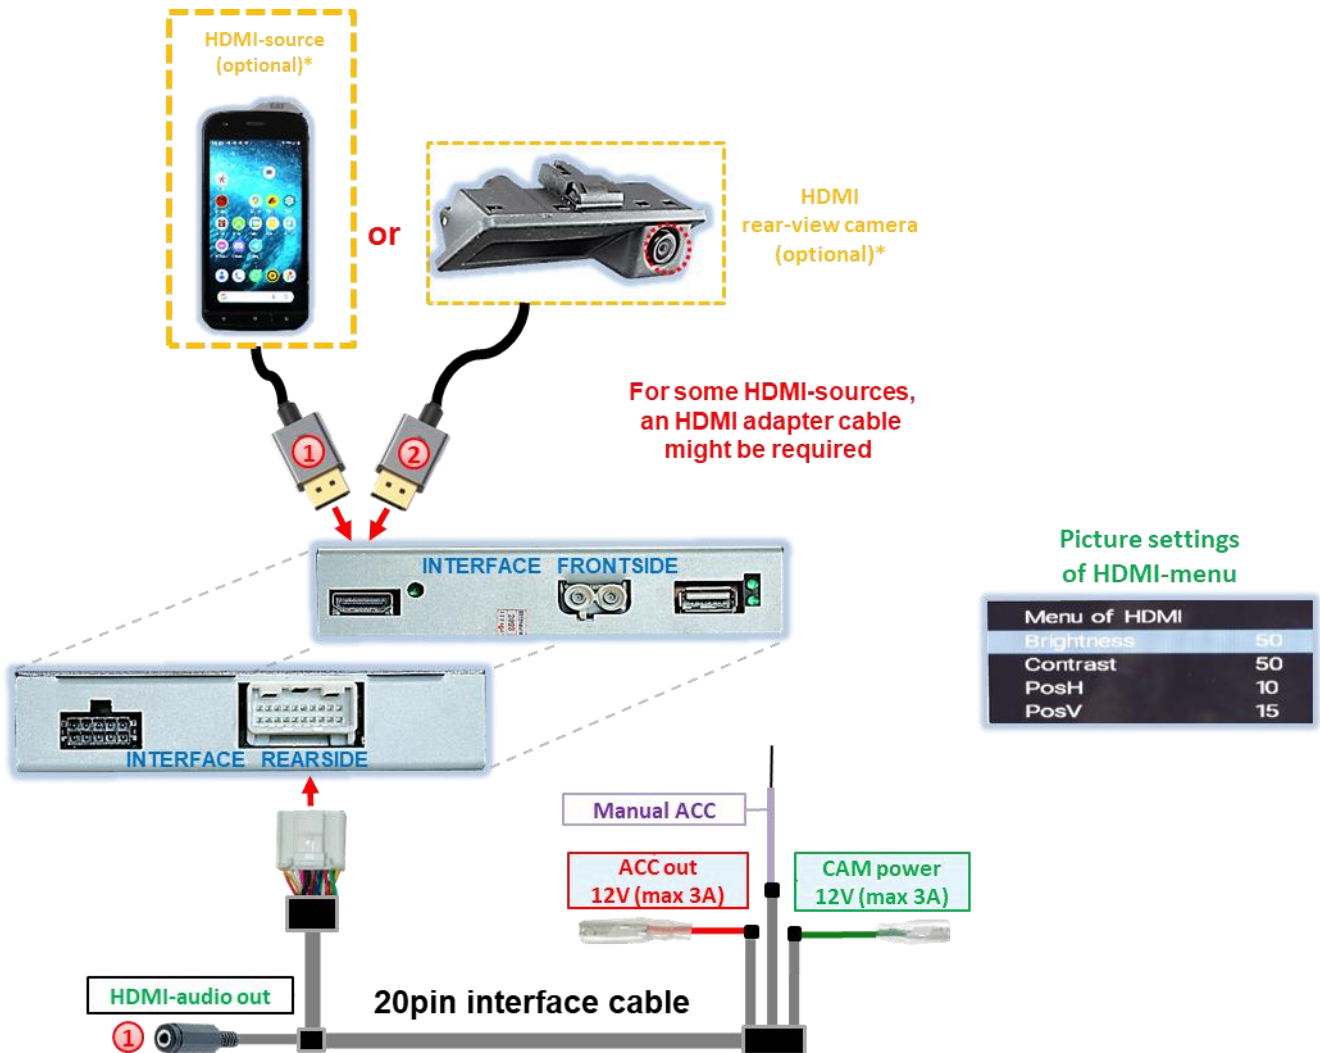 HDMI-source
(optional)*
or
HDMI
rear-view camera
(optional)*
For some HDMI-sources,
an HDMI adapter cable
might be required
1
2
INTERFACE FRONTSIDE
Picture settings
of HDMI-menu
Menu of HDMI
Brightness 50
Contrast 50
PosH 10
PosV 15
INTERFACE REARSIDE
Manual ACC
ACC out
12V (max 3A)
CAM power
12V (max 3A)
HDMI-audio out
20pin interface cable
1